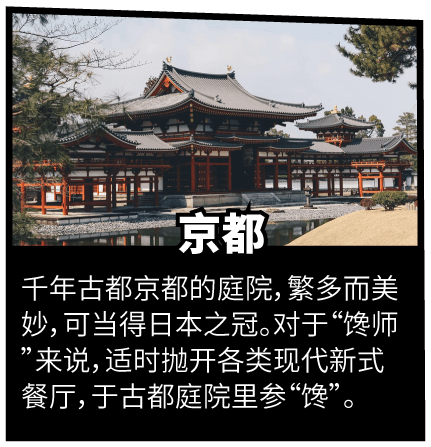 京都
千年古都京都的庭院，繁多而美
妙，可当得日本之冠。对于“馋师
”来说，适时抛开各类现代新式
餐厅，于古都庭院里参“馋”。